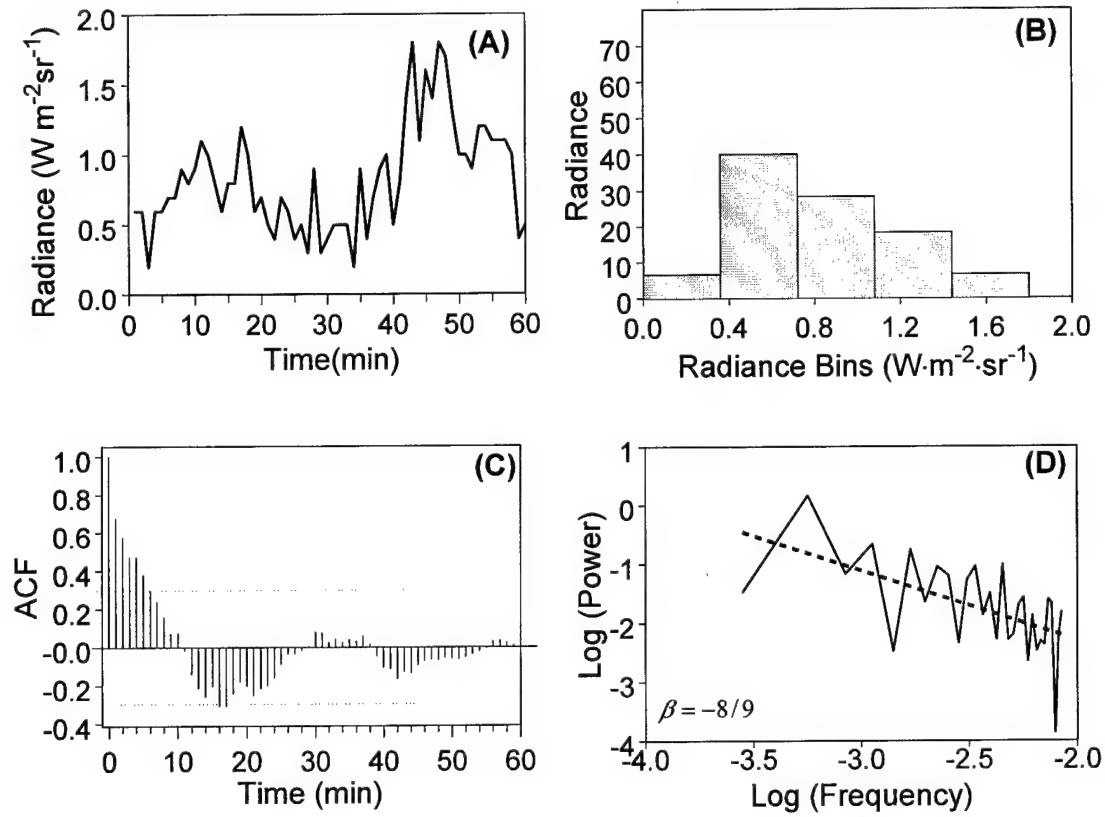 (A)
Radiance (W m⁻²sr⁻¹)
2.0
1.5
1.0
0.5
0.0
0 10 20 30 40 50 60
Time(min)
(B)
Radiance
70
60
50
40
30
20
10
0
0.0 0.4 0.8 1.2 1.6 2.0
Radiance Bins (W·m⁻²·sr⁻¹)
(C)
ACF
1.0
0.8
0.6
0.4
0.2
-0.0
-0.2
-0.4
0 10 20 30 40 50 60
Time (min)
(D)
Log (Power)
1
0
-1
-2
-3
-4
β = −8/9
-4.0 -3.5 -3.0 -2.5 -2.0
Log (Frequency)